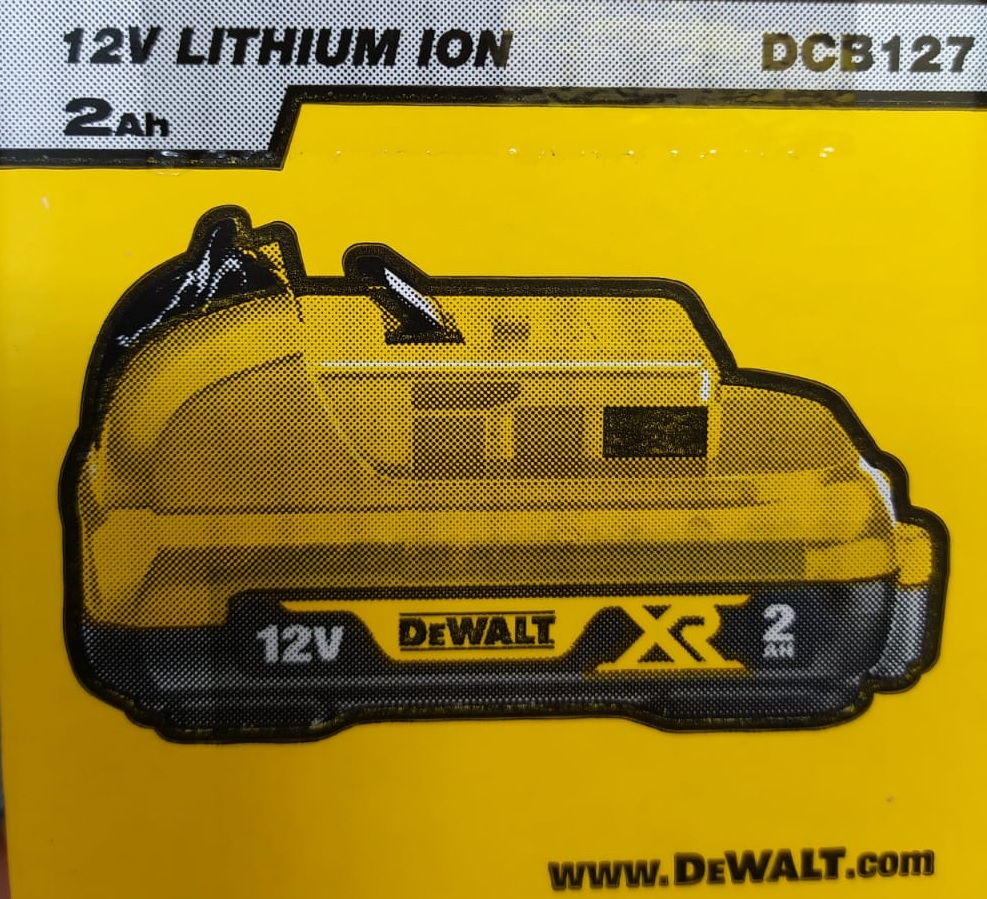 12V LITHIUM ION DCB127
2Ah
12V DEWALT XR 2 AH
www.DEWALT.com